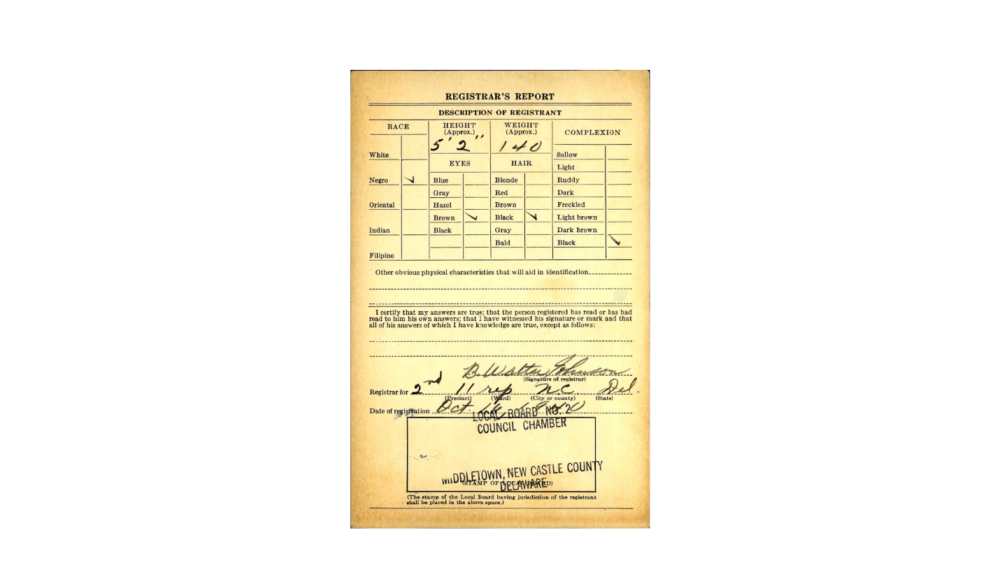 REGISTRAR'S REPORT
DESCRIPTION OF REGISTRANT
RACE
HEIGHT
(Approx.)
WEIGHT
(Approx.)
COMPLEXION
5' 2"
140
White
Sallow
EYES
HAIR
Light
Negro ✓
Blue
Blonde
Ruddy
Gray
Red
Dark
Oriental
Hazel
Brown
Freckled
Brown ✓
Black ✓
Light brown
Indian
Black
Gray
Dark brown
Bald
Black ✓
Filipino
Other obvious physical characteristics that will aid in identification
I certify that my answers are true; that the person registered has read or has had
read to him his own answers; that I have witnessed his signature or mark and that
all of his answers of which I have knowledge are true, except as follows:
B. Walter Johnson
(Signature of registrar)
Registrar for 2nd 11 rep N.C. Del.
(Precinct) (Ward) (City or county) (State)
Date of registration Oct. 16 1940
LOCAL BOARD NO. 2
COUNCIL CHAMBER
MIDDLETOWN, NEW CASTLE COUNTY
(STAMP OF LOCAL BOARD)
DELAWARE
(The stamp of the Local Board having jurisdiction of the registrant
shall be placed in the above space.)